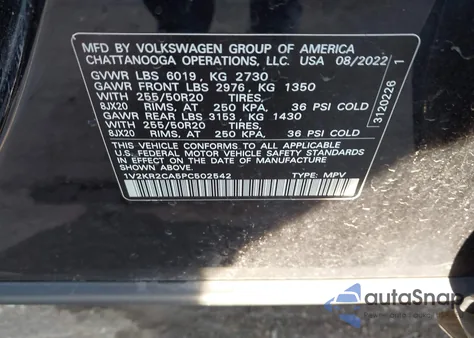 MFD BY VOLKSWAGEN GROUP OF AMERICA
CHATTANOOGA OPERATIONS, LLC. USA 08/2022
GVWR LBS 6019, KG 2730
GAWR FRONT LBS 2976, KG 1350
WITH 255/50R20 TIRES,
8JX20 RIMS, AT 250 KPA, 36 PSI COLD
GAWR REAR LBS 3153, KG 1430
WITH 255/50R20 TIRES,
8JX20 RIMS, AT 250 KPA, 36 PSI COLD
THIS VEHICLE CONFORMS TO ALL APPLICABLE
U.S. FEDERAL MOTOR VEHICLE SAFETY STANDARDS
IN EFFECT ON THE DATE OF MANUFACTURE
SHOWN ABOVE.
1V2KR2CA5PC502542 TYPE: MPV
3120226 1
autoSnap